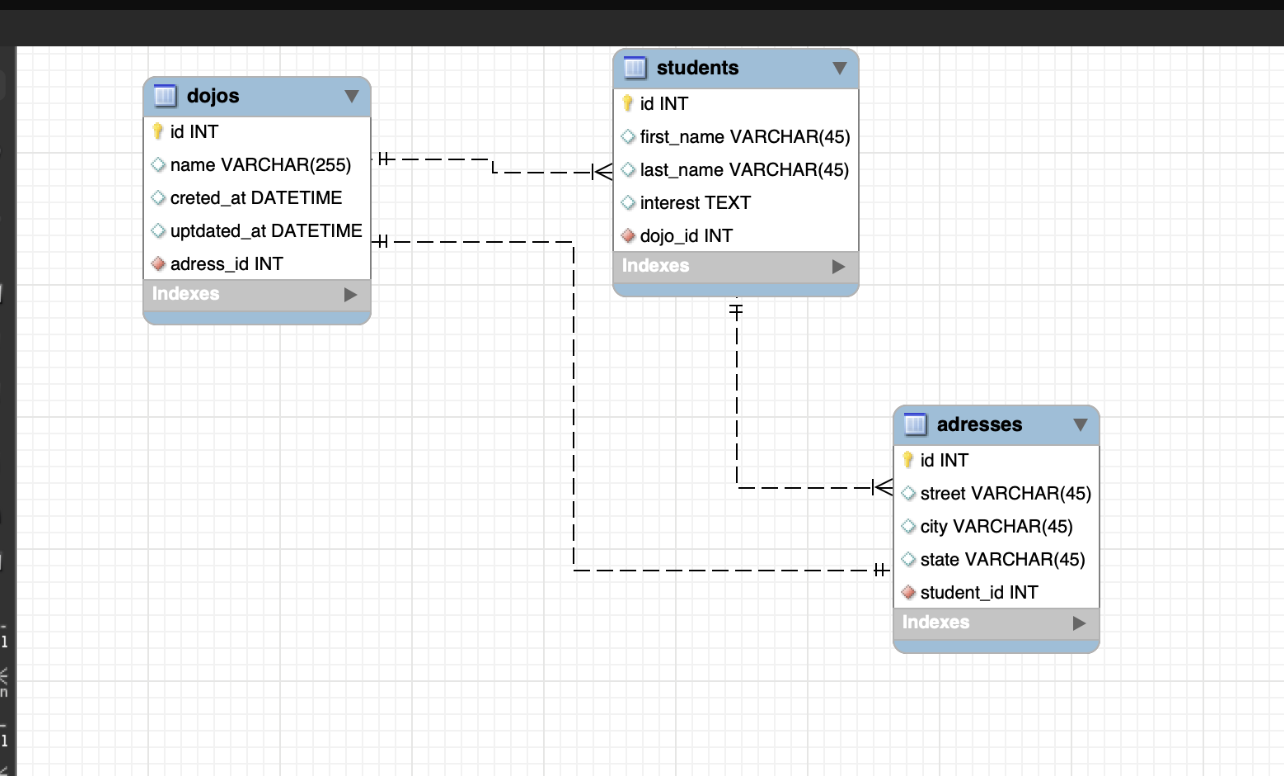 dojos
id INT
name VARCHAR(255)
creted_at DATETIME
uptdated_at DATETIME
adress_id INT
Indexes
students
id INT
first_name VARCHAR(45)
last_name VARCHAR(45)
interest TEXT
dojo_id INT
Indexes
adresses
id INT
street VARCHAR(45)
city VARCHAR(45)
state VARCHAR(45)
student_id INT
Indexes